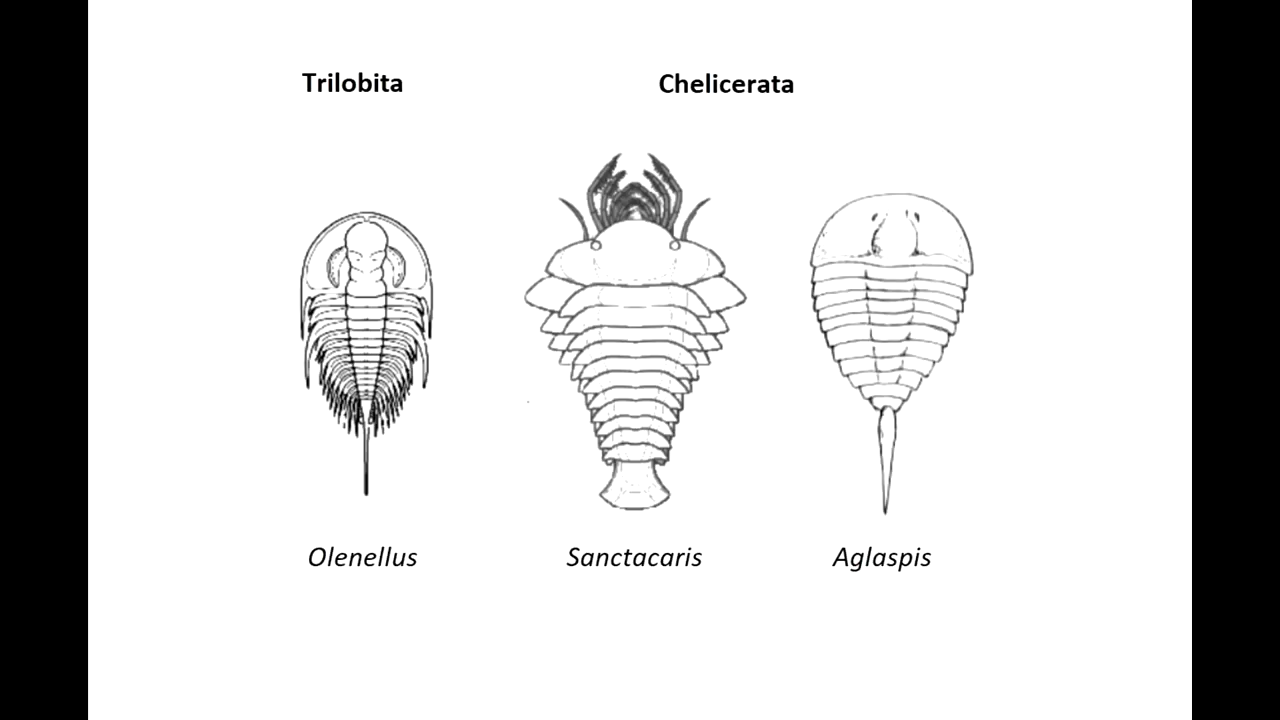 Trilobita
Chelicerata
Olenellus
Sanctacaris
Aglaspis